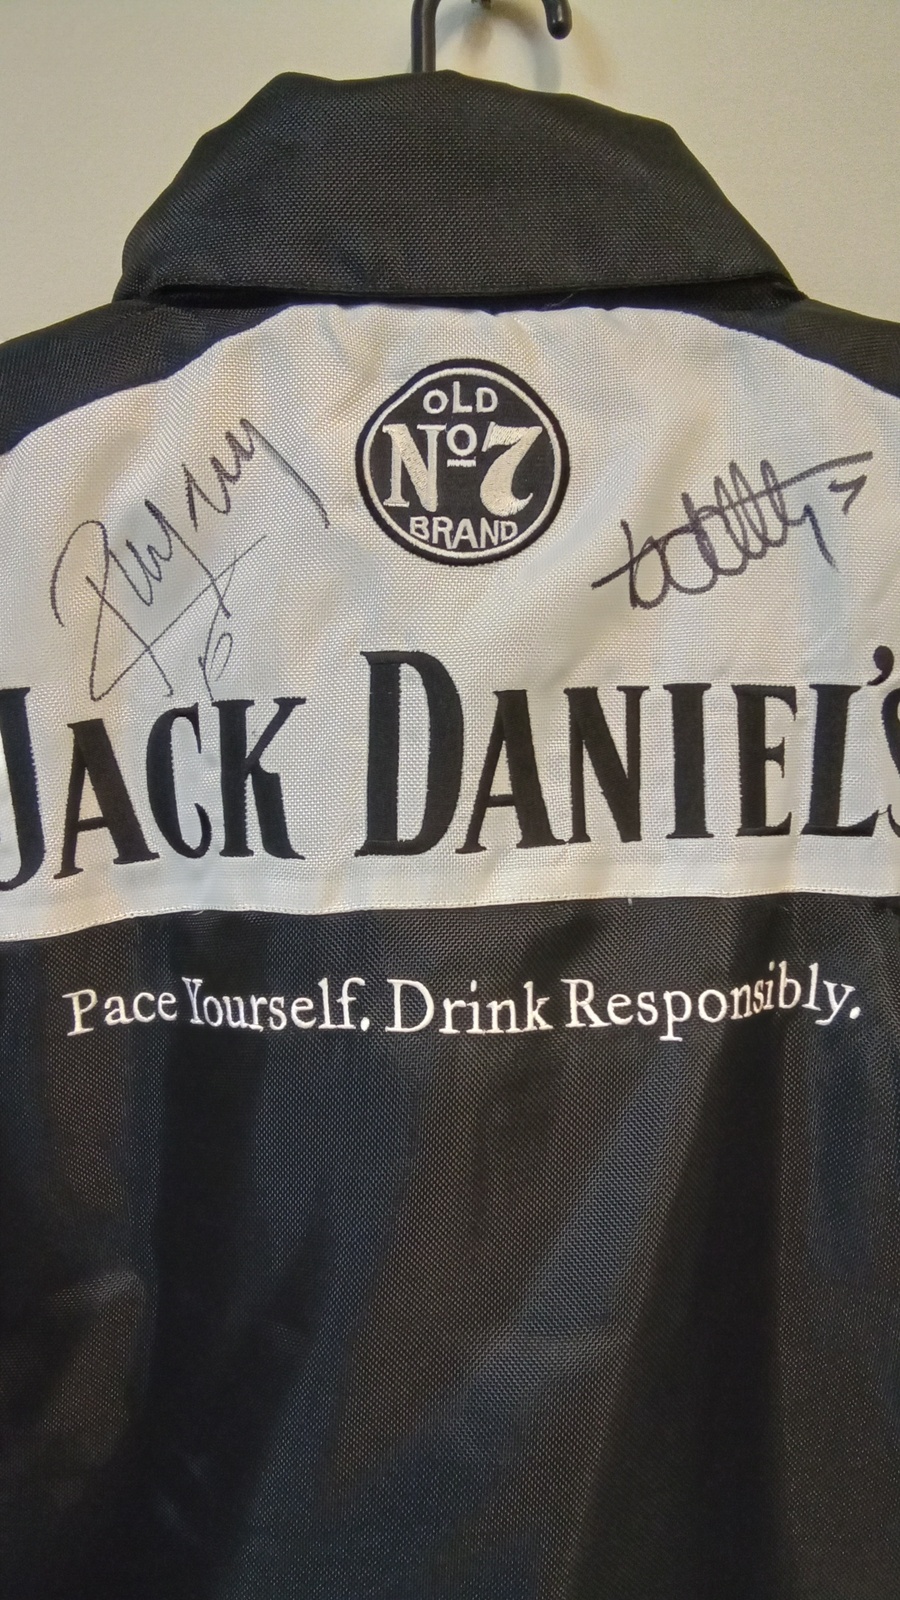 OLD
Nº7
BRAND
JACK DANIEL'S
Pace Yourself. Drink Responsibly.